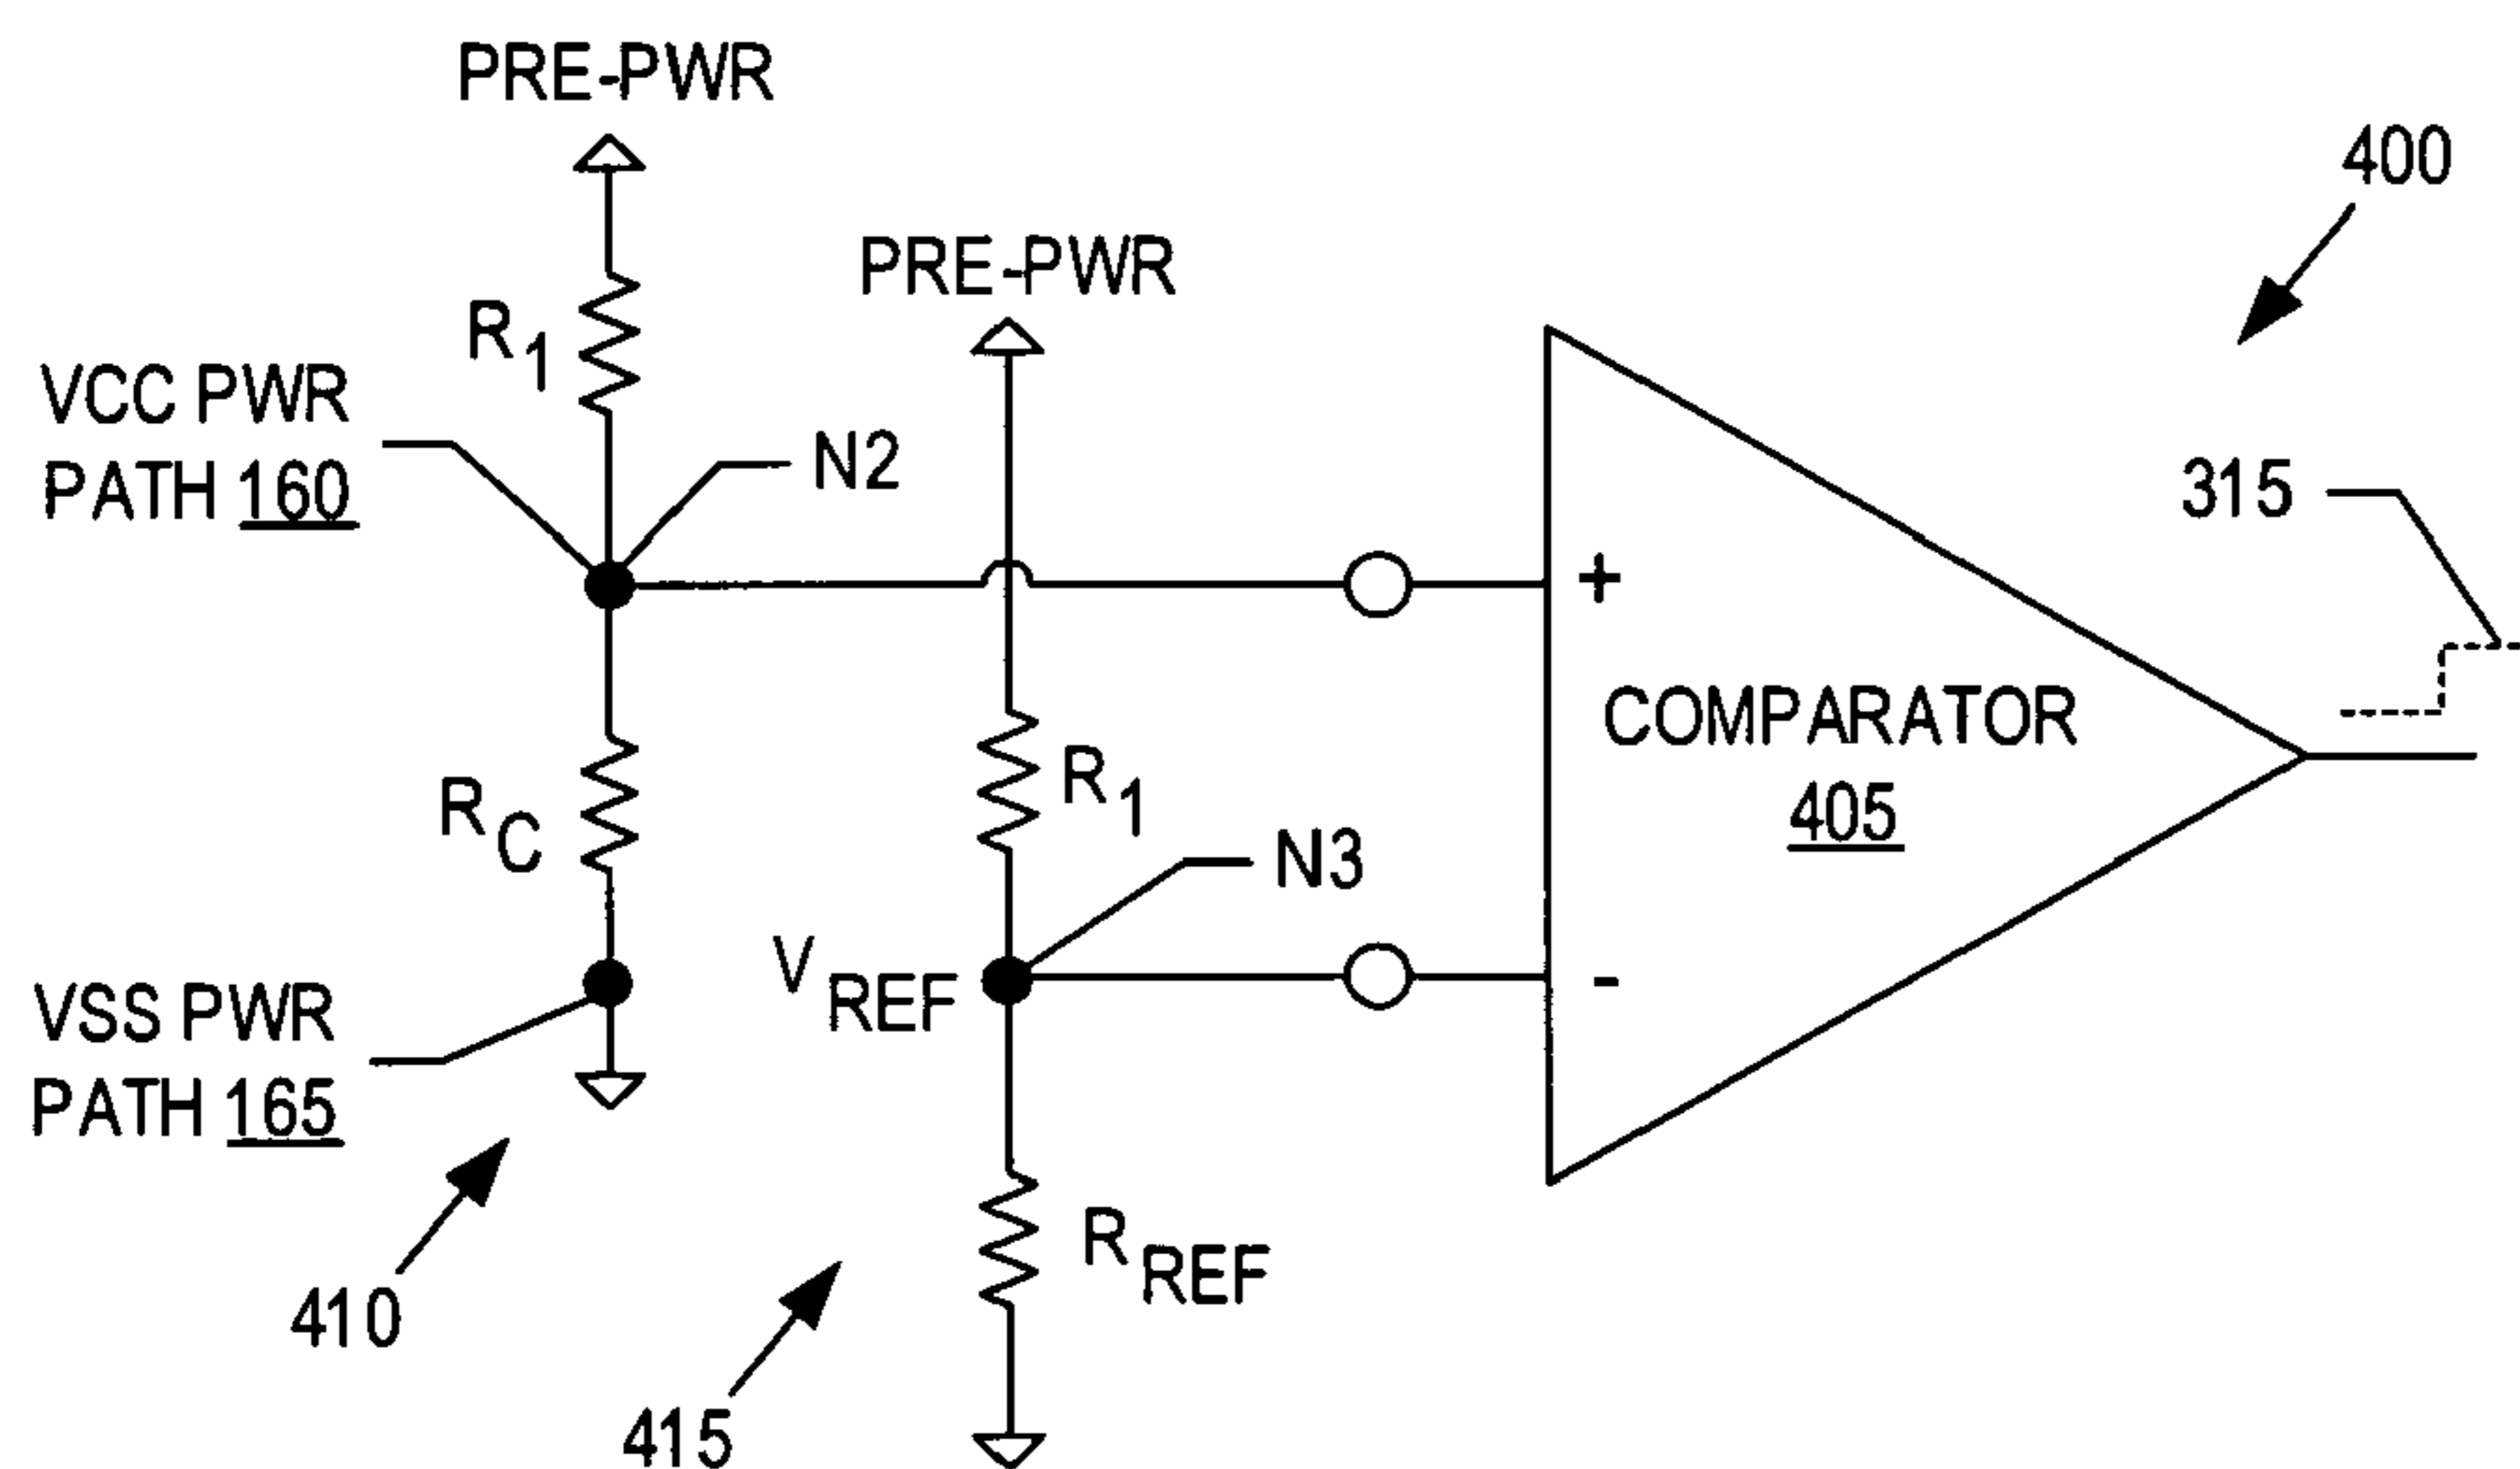 PRE-PWR
400
PRE-PWR
R1
VCC PWR
PATH 160
N2
315
+
COMPARATOR
405
R1
RC
N3
VREF
-
VSS PWR
PATH 165
RREF
410
415